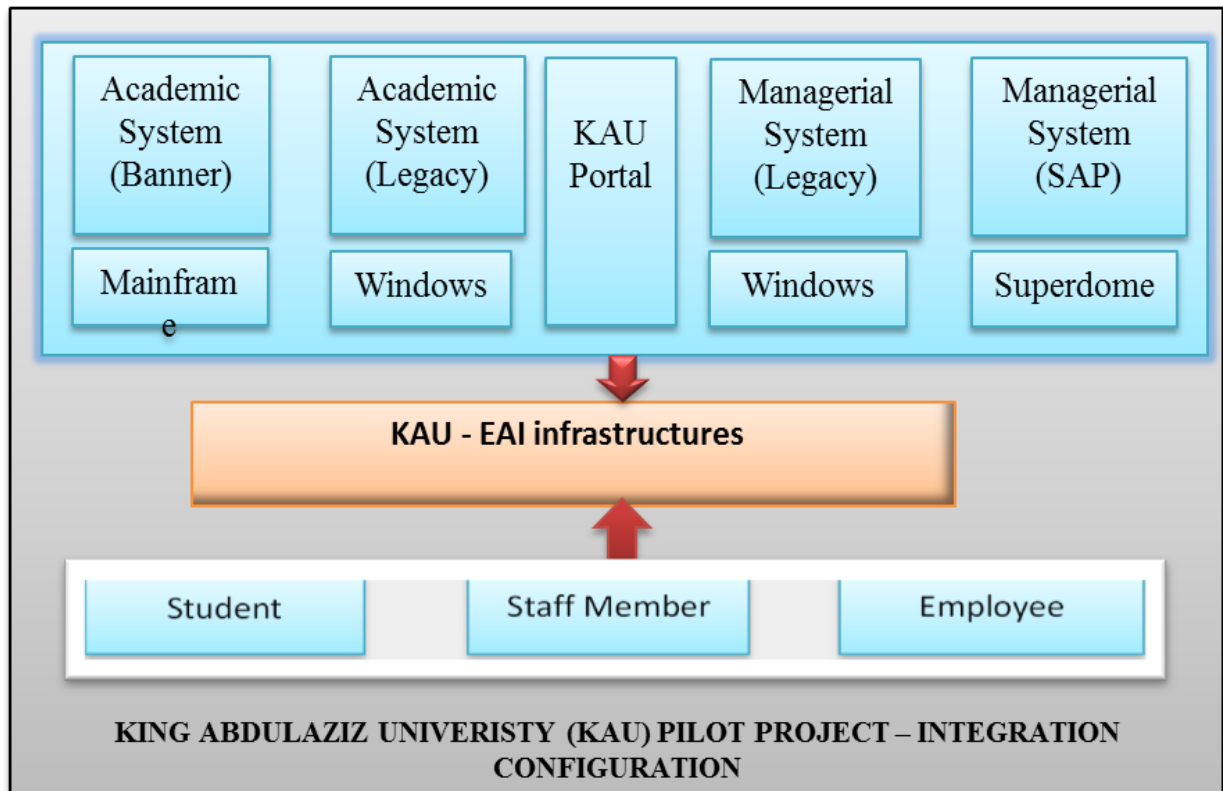 Academic
System
(Banner)
Mainfram
e
Academic
System
(Legacy)
Windows
KAU
Portal
Managerial
System
(Legacy)
Windows
Managerial
System
(SAP)
Superdome
KAU - EAI infrastructures
Student
Staff Member
Employee
KING ABDULAZIZ UNIVERISTY (KAU) PILOT PROJECT – INTEGRATION
CONFIGURATION